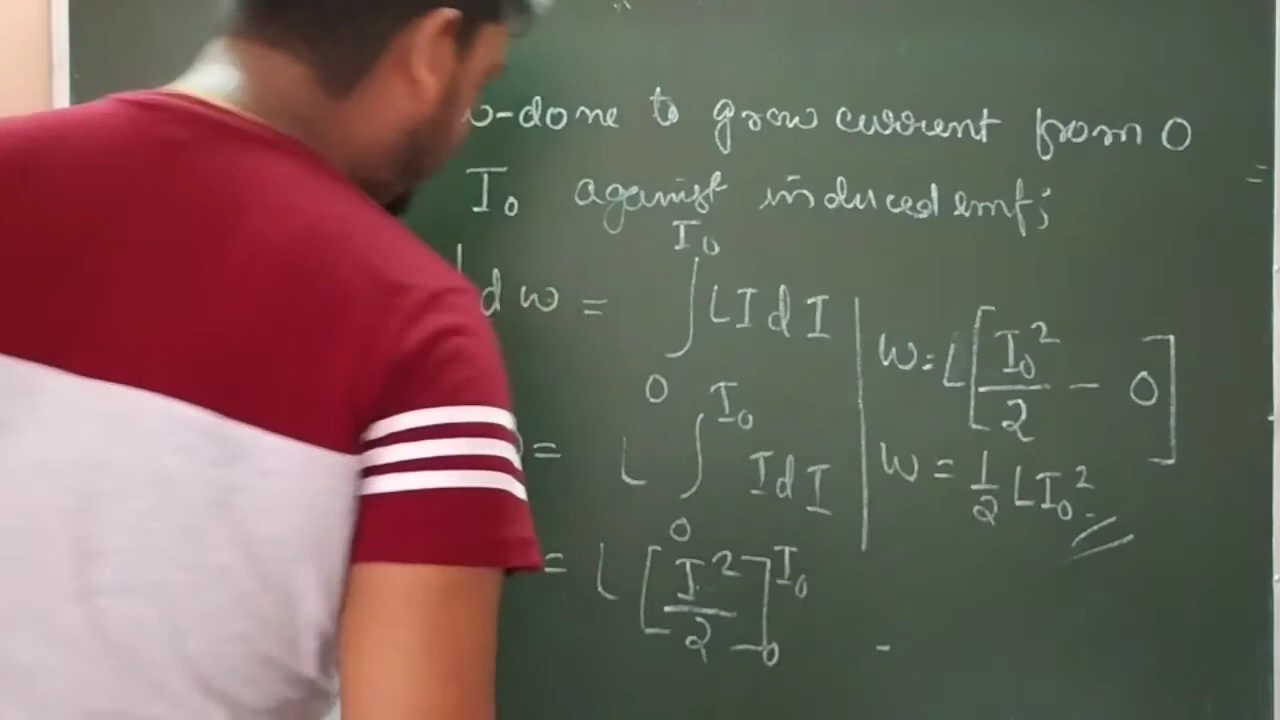 w-done to grow current from 0
I₀ against induced emf;
∫dw = ∫₀^I₀ LIdI
= L ∫₀^I₀ IdI
= L [I²/2]₀^I₀
w = L[I₀²/2 - 0]
w = 1/2 LI₀²